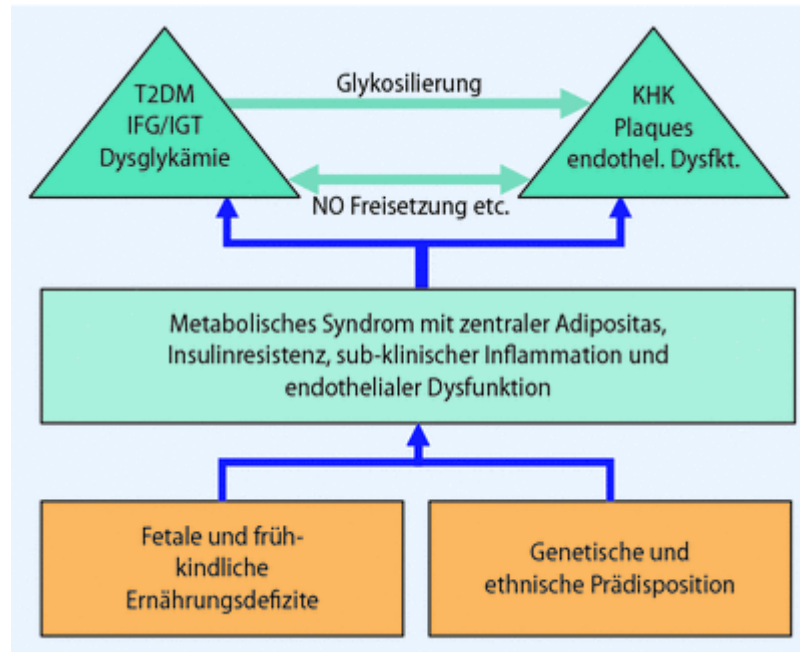 T2DM
IFG/IGT
Dysglykämie
Glykosilierung
NO Freisetzung etc.
KHK
Plaques
endothel. Dysfkt.
Metabolisches Syndrom mit zentraler Adipositas,
Insulinresistenz, sub-klinischer Inflammation und
endothelialer Dysfunktion
Fetale und früh-
kindliche
Ernährungsdefizite
Genetische und
ethnische Prädisposition